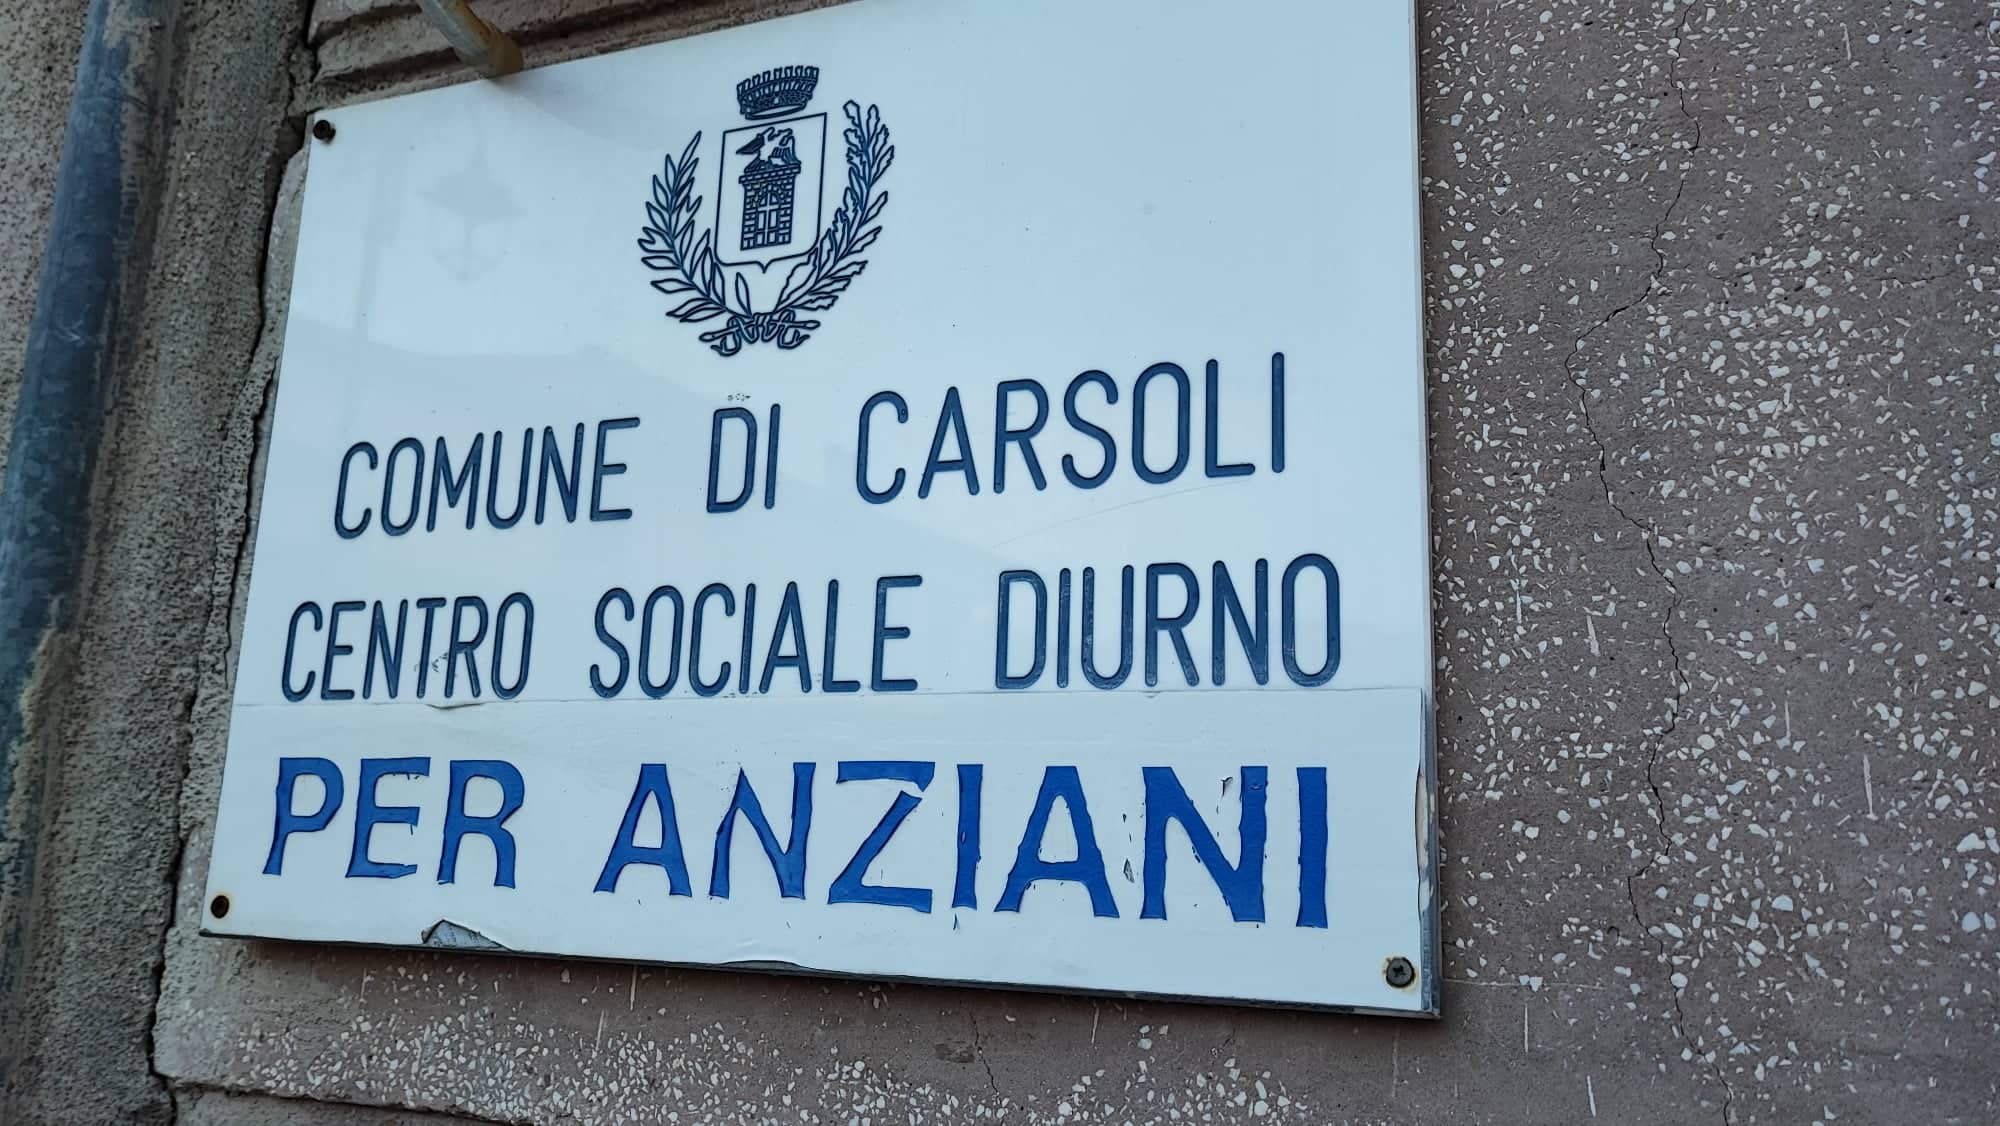 COMUNE DI CARSOLI
CENTRO SOCIALE DIURNO
PER ANZIANI